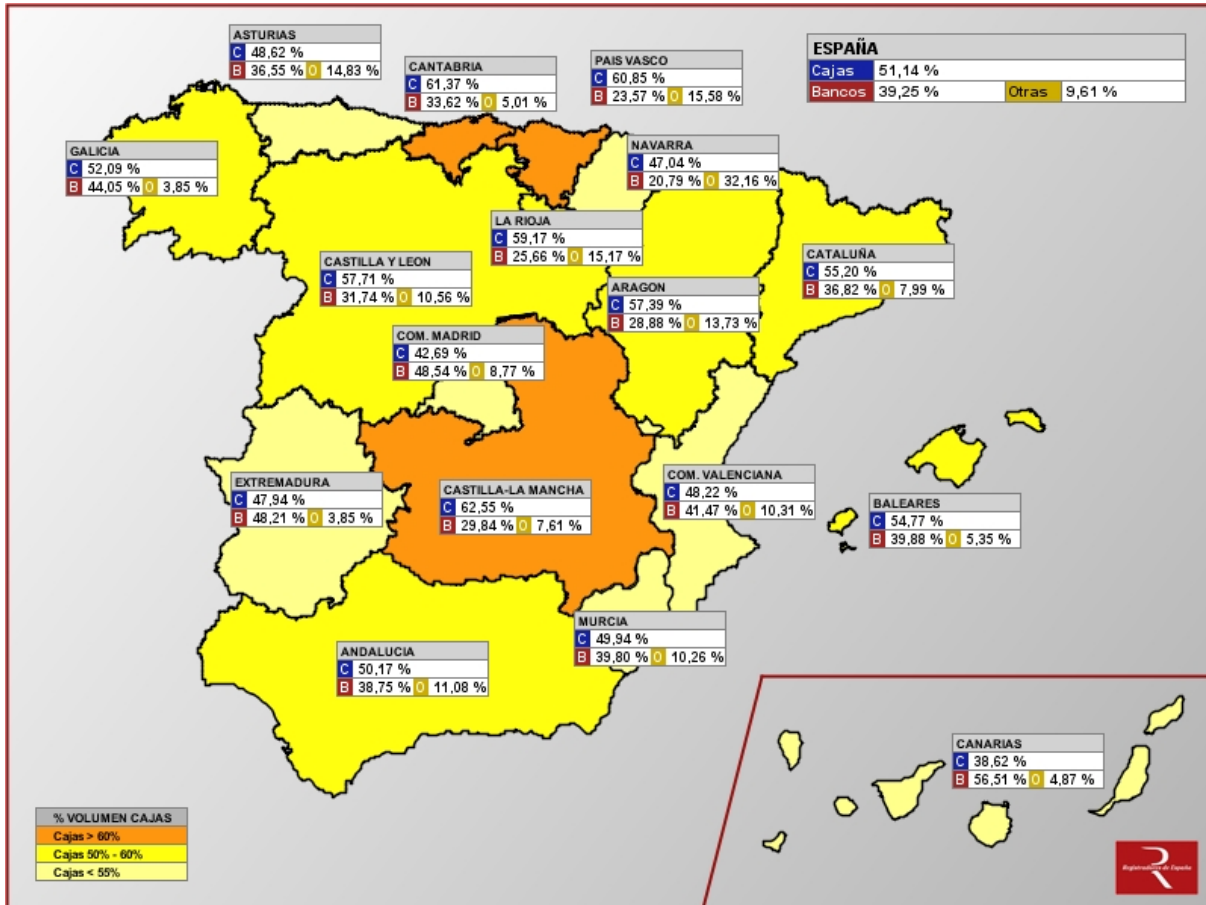 ASTURIAS
C 48,62 %
B 36,55 % O 14,83 %
CANTABRIA
C 61,37 %
B 33,62 % O 5,01 %
PAIS VASCO
C 60,85 %
B 23,57 % O 15,58 %
ESPAÑA
Cajas 51,14 %
Bancos 39,25 % Otras 9,61 %
GALICIA
C 52,09 %
B 44,05 % O 3,85 %
NAVARRA
C 47,04 %
B 20,79 % O 32,16 %
LA RIOJA
C 59,17 %
B 25,66 % O 15,17 %
CASTILLA Y LEON
C 57,71 %
B 31,74 % O 10,56 %
CATALUÑA
C 55,20 %
B 36,82 % O 7,99 %
ARAGON
C 57,39 %
B 28,88 % O 13,73 %
COM. MADRID
C 42,69 %
B 48,54 % O 8,77 %
EXTREMADURA
C 47,94 %
B 48,21 % O 3,85 %
CASTILLA-LA MANCHA
C 62,55 %
B 29,84 % O 7,61 %
COM. VALENCIANA
C 48,22 %
B 41,47 % O 10,31 %
BALEARES
C 54,77 %
B 39,88 % O 5,35 %
MURCIA
C 49,94 %
B 39,80 % O 10,26 %
ANDALUCIA
C 50,17 %
B 38,75 % O 11,08 %
CANARIAS
C 38,62 %
B 56,51 % O 4,87 %
% VOLUMEN CAJAS
Cajas > 60%
Cajas 50% - 60%
Cajas < 55%
R
Registradores de España